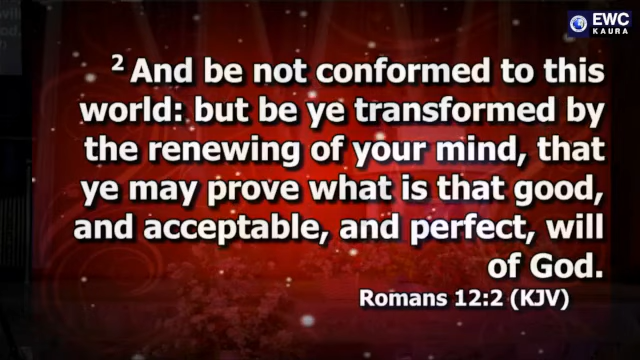 EWC
KAURA
2 And be not conformed to this
world: but be ye transformed by
the renewing of your mind, that
ye may prove what is that good,
and acceptable, and perfect, will
of God.
Romans 12:2 (KJV)